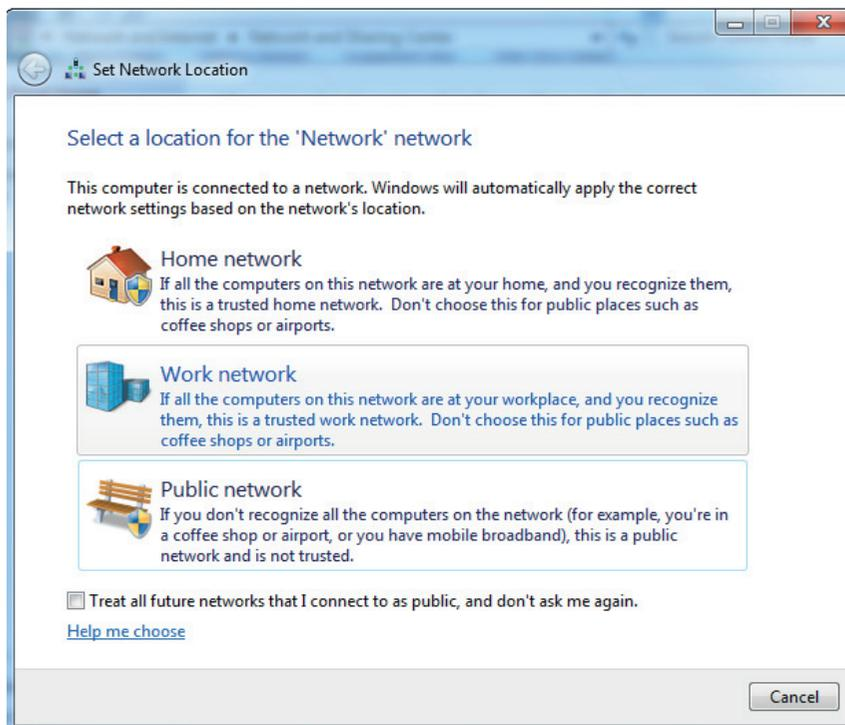 Set Network Location
Select a location for the 'Network' network
This computer is connected to a network. Windows will automatically apply the correct
network settings based on the network's location.
Home network
If all the computers on this network are at your home, and you recognize them,
this is a trusted home network.  Don't choose this for public places such as
coffee shops or airports.
Work network
If all the computers on this network are at your workplace, and you recognize
them, this is a trusted work network.  Don't choose this for public places such as
coffee shops or airports.
Public network
If you don't recognize all the computers on the network (for example, you're in
a coffee shop or airport, or you have mobile broadband), this is a public
network and is not trusted.
Treat all future networks that I connect to as public, and don't ask me again.
Help me choose
Cancel